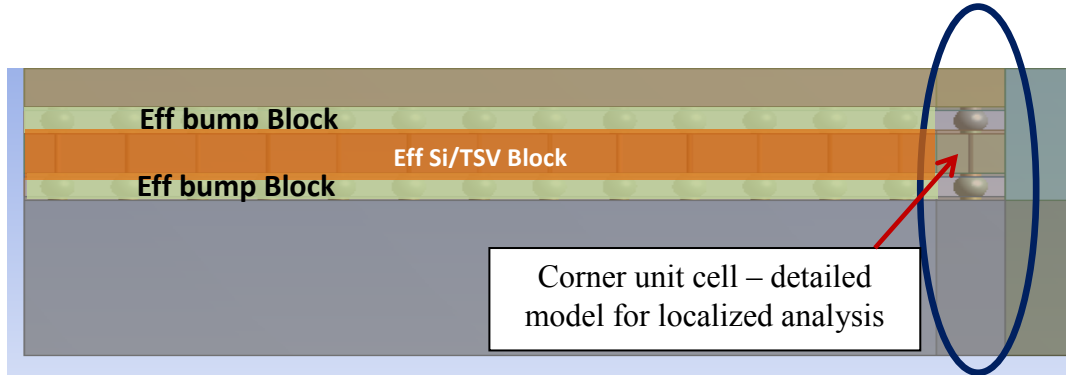 Eff bump Block
Eff Si/TSV Block
Eff bump Block
Corner unit cell – detailed
model for localized analysis